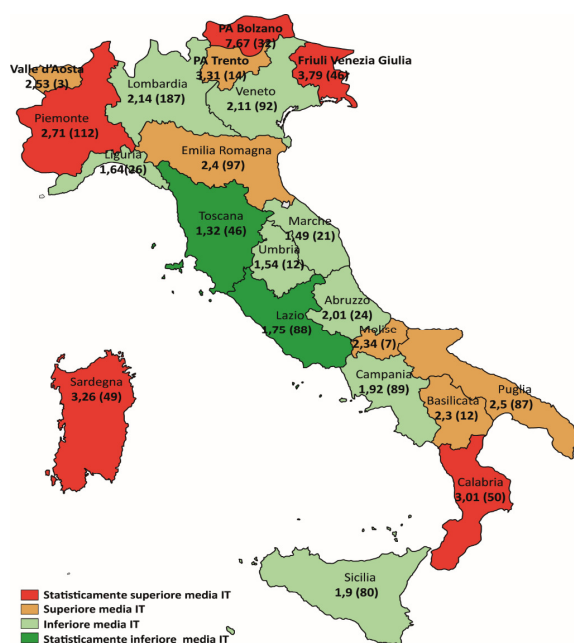 PA Bolzano
7,67 (32)
PA Trento
3,31 (14)
Friuli Venezia Giulia
3,79 (46)
Valle d'Aosta
2,53 (3)
Lombardia
2,14 (187)
Veneto
2,11 (92)
Piemonte
2,71 (112)
Emilia Romagna
2,4 (97)
Liguria
1,64(26)
Toscana
1,32 (46)
Marche
1,49 (21)
Umbria
1,54 (12)
Abruzzo
2,01 (24)
Lazio
1,75 (88)
Molise
2,34 (7)
Campania
1,92 (89)
Puglia
2,5 (87)
Basilicata
2,3 (12)
Sardegna
3,26 (49)
Calabria
3,01 (50)
Sicilia
1,9 (80)
Statisticamente superiore media IT
Superiore media IT
Inferiore media IT
Statisticamente inferiore media IT